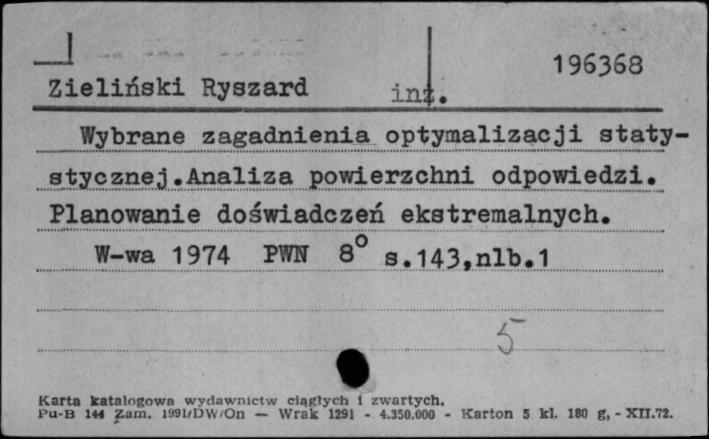 196368
Zieliński Ryszard inż.
Wybrane zagadnienia optymalizacji staty-
stycznej.Analiza powierzchni odpowiedzi.
Planowanie doświadczeń ekstremalnych.
W-wa 1974 PWN 8° s.143,nlb.1
5
Karta katalogowa wydawnictw ciągłych i zwartych.
Pu-B 144 Zam. 1991/DW/On — Wrak 1291 - 4.350.000 - Karton 5 kl. 180 g, - XII.72.